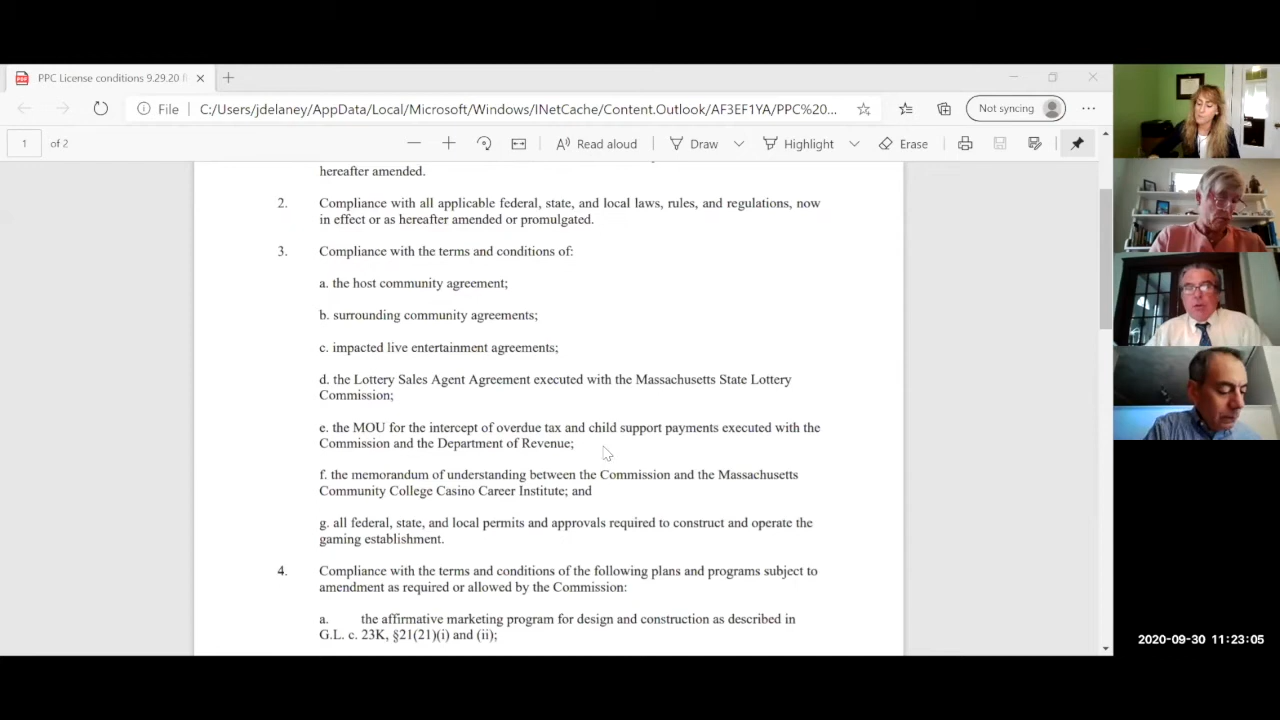 PPC License conditions 9.29.20 fi
File
C:/Users/jdelaney/AppData/Local/Microsoft/Windows/INetCache/Content.Outlook/AF3EF1YA/PPC%20...
Not syncing
1 of 2
Read aloud
Draw
Highlight
Erase
hereafter amended.
2. Compliance with all applicable federal, state, and local laws, rules, and regulations, now
in effect or as hereafter amended or promulgated.
3. Compliance with the terms and conditions of:
a. the host community agreement;
b. surrounding community agreements;
c. impacted live entertainment agreements;
d. the Lottery Sales Agent Agreement executed with the Massachusetts State Lottery
Commission;
e. the MOU for the intercept of overdue tax and child support payments executed with the
Commission and the Department of Revenue;
f. the memorandum of understanding between the Commission and the Massachusetts
Community College Casino Career Institute; and
g. all federal, state, and local permits and approvals required to construct and operate the
gaming establishment.
4. Compliance with the terms and conditions of the following plans and programs subject to
amendment as required or allowed by the Commission:
a. the affirmative marketing program for design and construction as described in
G.L. c. 23K, §21(21)(i) and (ii);
2020-09-30 11:23:05